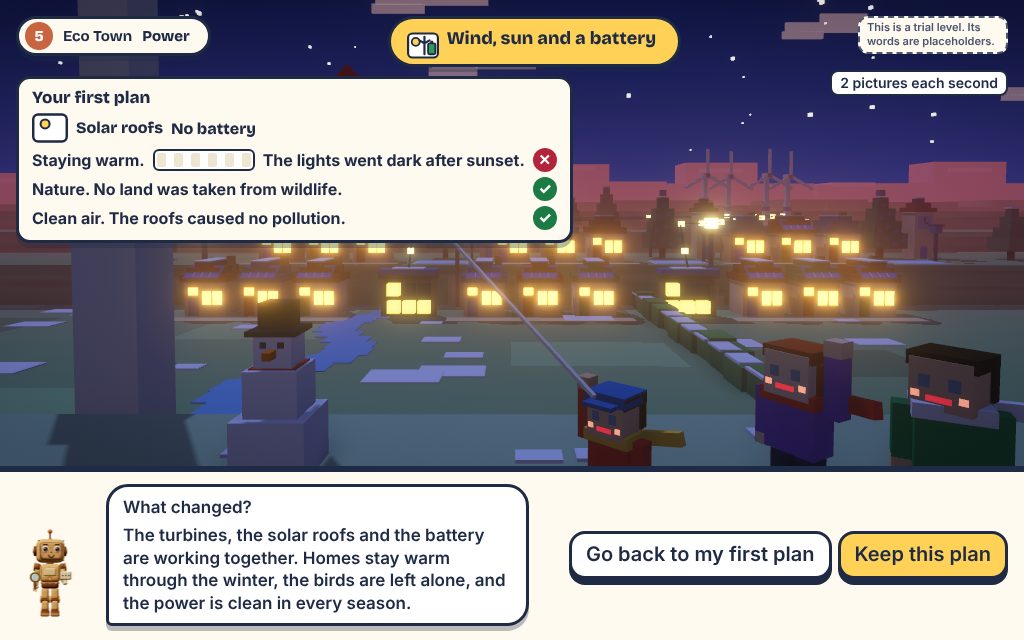 5 Eco Town Power
Wind, sun and a battery
This is a trial level. Its
words are placeholders.
2 pictures each second
Your first plan
Solar roofs No battery
Staying warm. The lights went dark after sunset.
Nature. No land was taken from wildlife.
Clean air. The roofs caused no pollution.
What changed?
The turbines, the solar roofs and the battery
are working together. Homes stay warm
through the winter, the birds are left alone, and
the power is clean in every season.
Go back to my first plan
Keep this plan